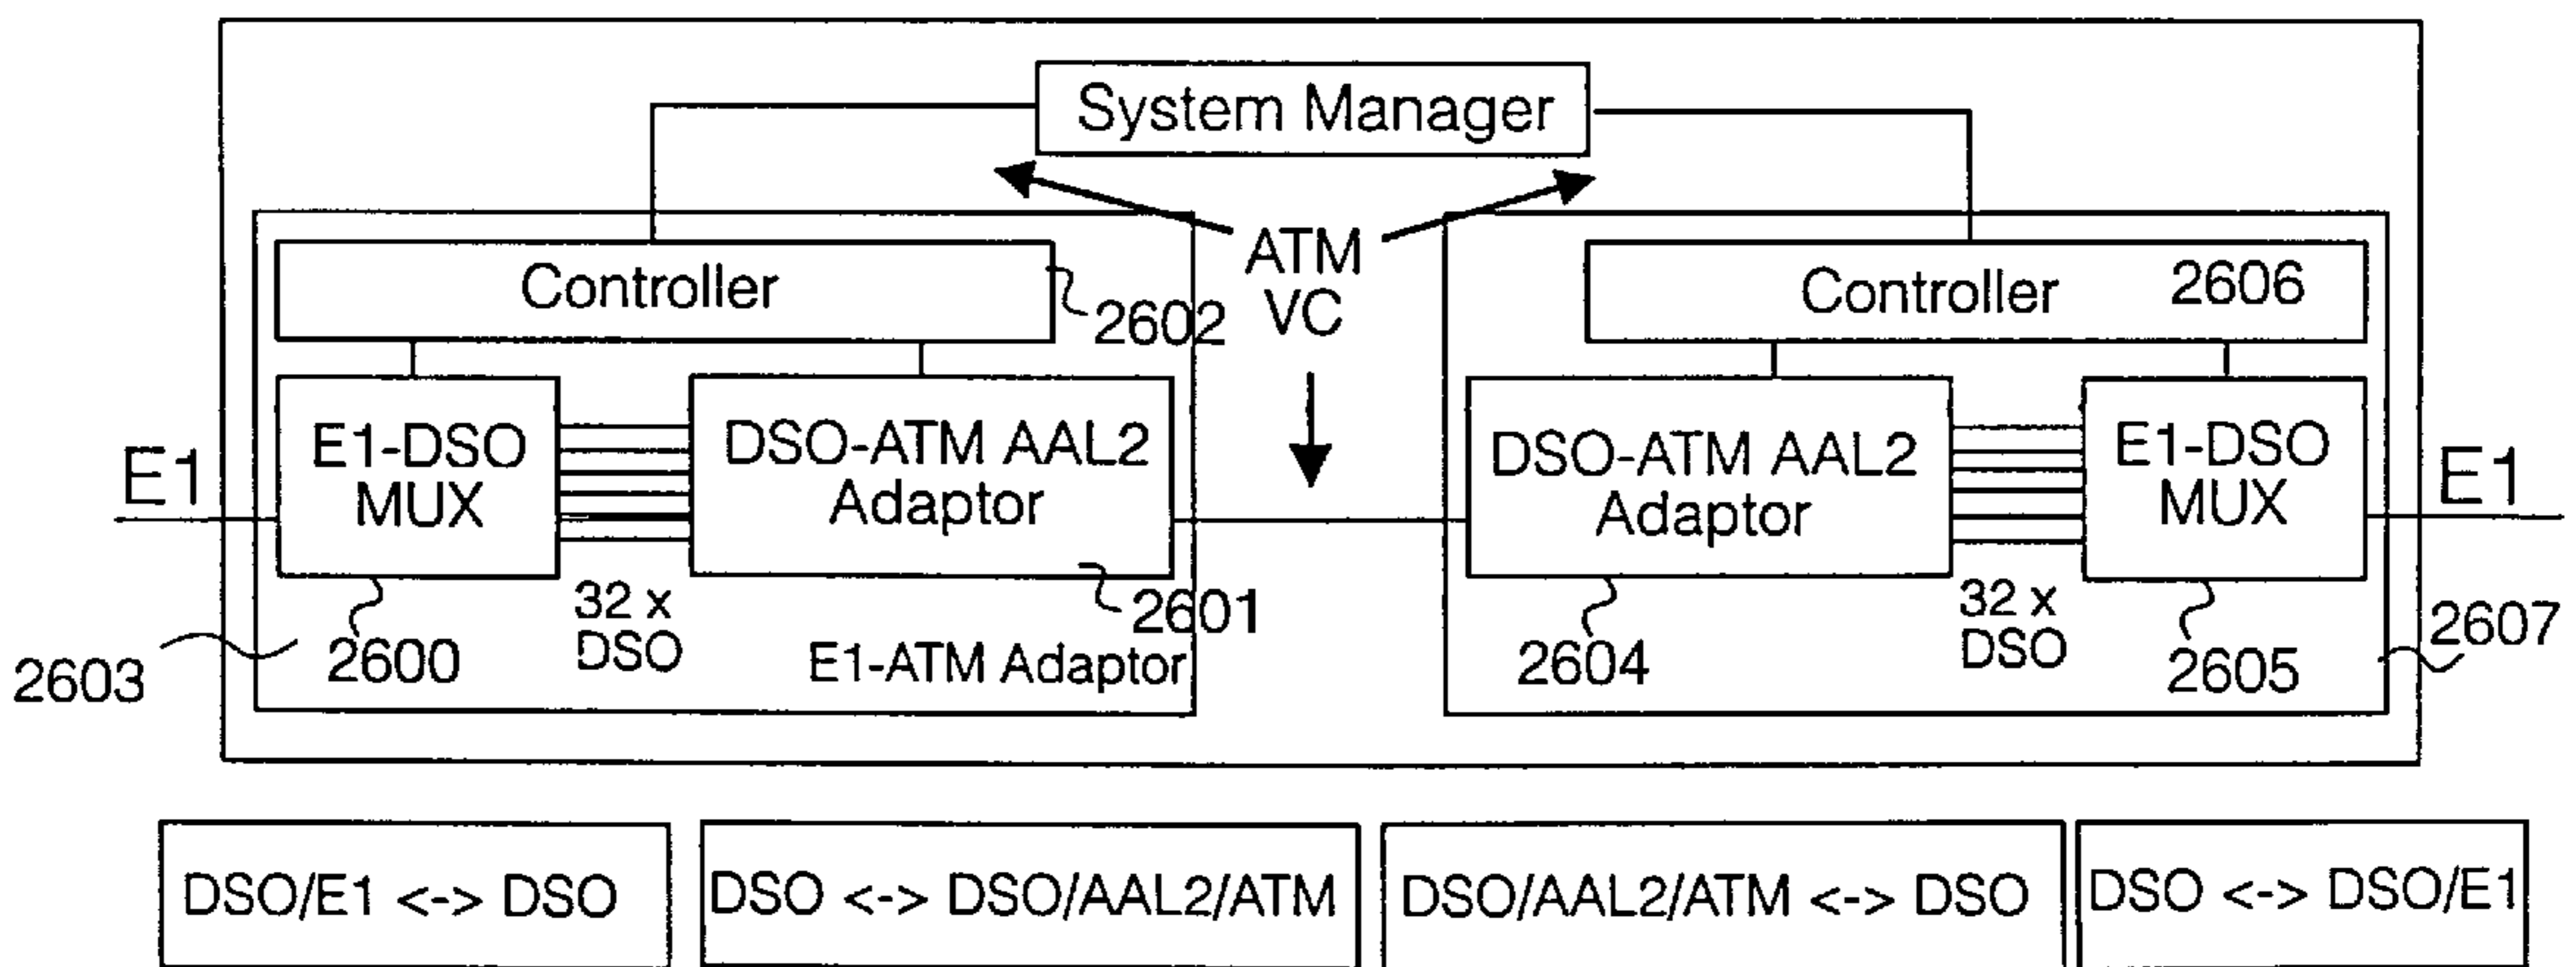 System Manager
ATM
VC
Controller
2602
Controller 2606
E1
E1-DSO
MUX
DSO-ATM AAL2
Adaptor
DSO-ATM AAL2
Adaptor
E1-DSO
MUX
E1
2603
2600
32 x
DSO
2601
E1-ATM Adaptor
2604
32 x
DSO
2605
2607
DSO/E1 <-> DSO
DSO <-> DSO/AAL2/ATM
DSO/AAL2/ATM <-> DSO
DSO <-> DSO/E1